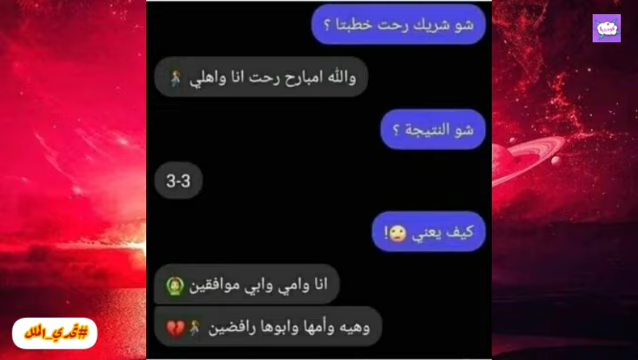 شو شريك رحت خطبتا ؟
والله امبارح رحت انا واهلي
شو النتيجة ؟
3-3
كيف يعني !
انا وامي وابي موافقين
وهيه وأمها وابوها رافضين
#تحدي_الملل